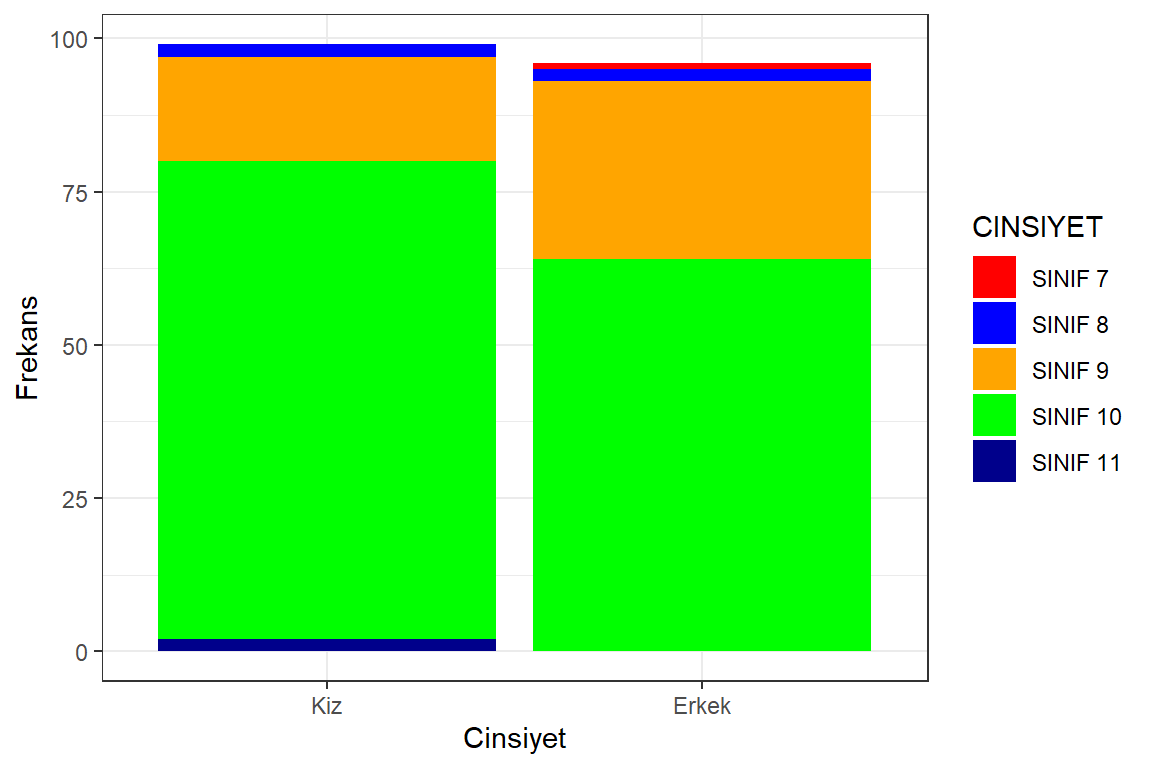 100
75
50
25
0
Frekans
Kiz
Erkek
Cinsiyet
CINSIYET
SINIF 7
SINIF 8
SINIF 9
SINIF 10
SINIF 11